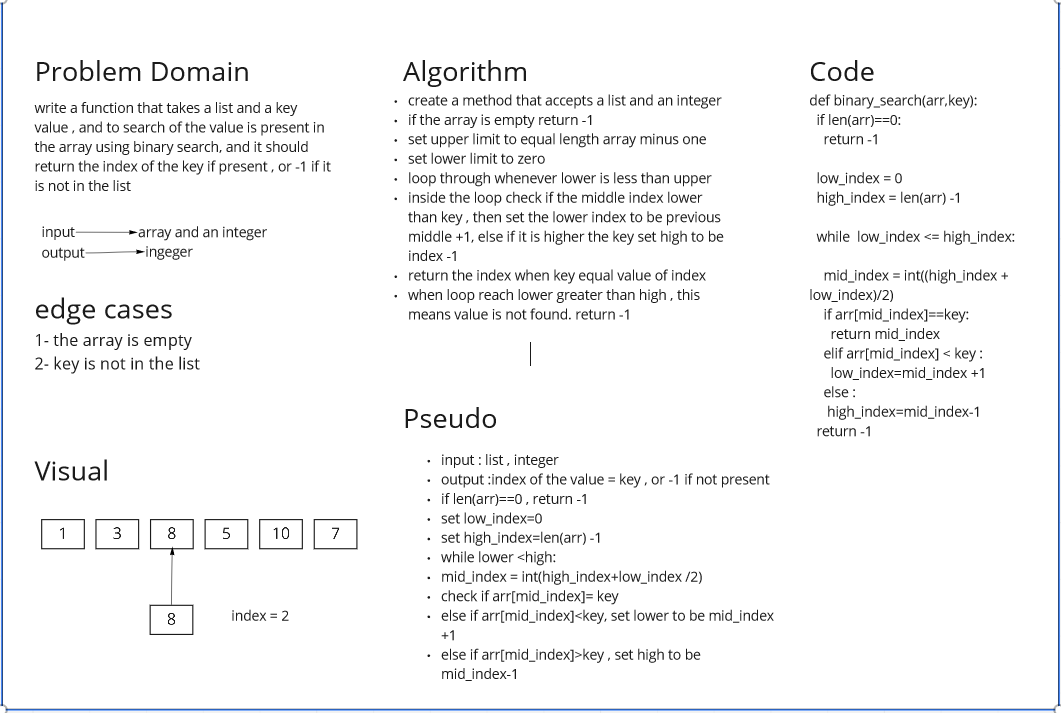 Problem Domain
write a function that takes a list and a key
value , and to search of the value is present in
the array using binary search, and it should
return the index of the key if present , or -1 if it
is not in the list
input array and an integer
output ingeger
edge cases
1- the array is empty
2- key is not in the list
Visual
1 3 8 5 10 7
8 index = 2
Algorithm
• create a method that accepts a list and an integer
• if the array is empty return -1
• set upper limit to equal length array minus one
• set lower limit to zero
• loop through whenever lower is less than upper
• inside the loop check if the middle index lower
than key , then set the lower index to be previous
middle +1, else if it is higher the key set high to be
index -1
• return the index when key equal value of index
• when loop reach lower greater than high , this
means value is not found. return -1
Pseudo
• input : list , integer
• output :index of the value = key , or -1 if not present
• if len(arr)==0 , return -1
• set low_index=0
• set high_index=len(arr) -1
• while lower <high:
• mid_index = int(high_index+low_index /2)
• check if arr[mid_index]= key
• else if arr[mid_index]<key, set lower to be mid_index
+1
• else if arr[mid_index]>key , set high to be
mid_index-1
Code
def binary_search(arr,key):
if len(arr)==0:
return -1
low_index = 0
high_index = len(arr) -1
while low_index <= high_index:
mid_index = int((high_index +
low_index)/2)
if arr[mid_index]==key:
return mid_index
elif arr[mid_index] < key :
low_index=mid_index +1
else :
high_index=mid_index-1
return -1